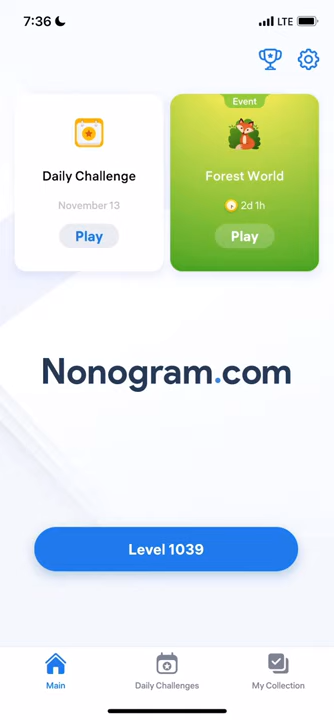 7:36
LTE
Event
Daily Challenge
November 13
Play
Forest World
2d 1h
Play
Nonogram.com
Level 1039
Main
Daily Challenges
My Collection